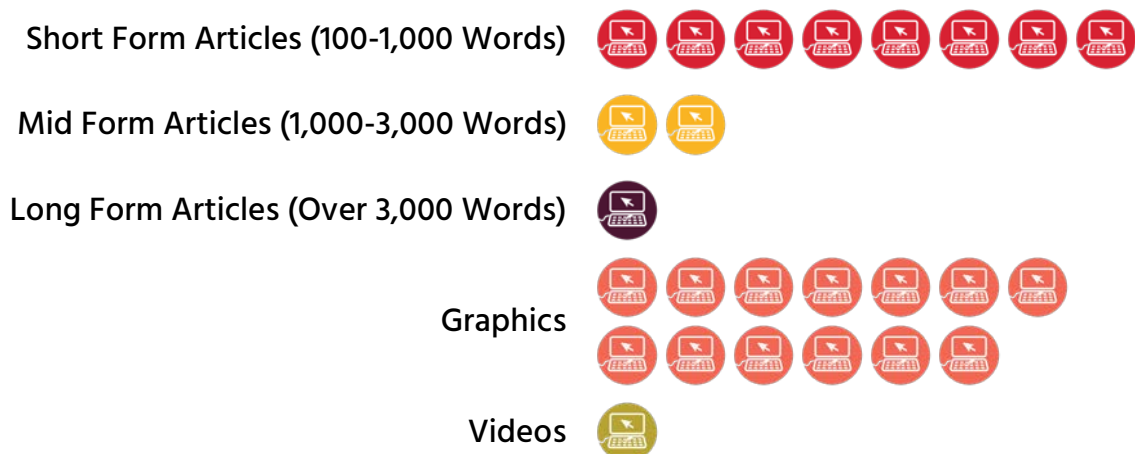 Short Form Articles (100-1,000 Words)
Mid Form Articles (1,000-3,000 Words)
Long Form Articles (Over 3,000 Words)
Graphics
Videos